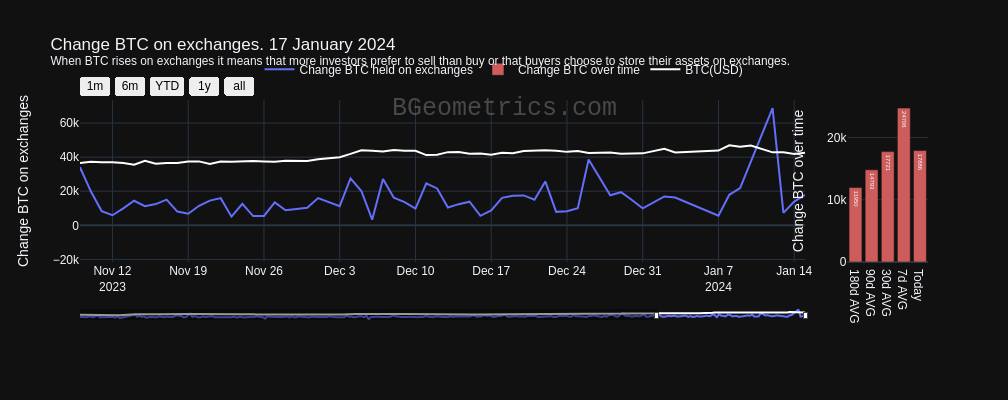 Change BTC on exchanges. 17 January 2024
When BTC rises on exchanges it means that more investors prefer to sell than buy or that buyers choose to store their assets on exchanges.
Change BTC held on exchanges Change BTC over time BTC(USD)
1m 6m YTD 1y all
BGeometrics.com
Change BTC on exchanges
60k
40k
20k
0
−20k
Nov 12 Nov 19 Nov 26 Dec 3 Dec 10 Dec 17 Dec 24 Dec 31 Jan 7 Jan 14
2023 2024
Change BTC over time
20k
10k
0
14793
17721
24708
180d AVG
90d AVG
30d AVG
7d AVG
Today